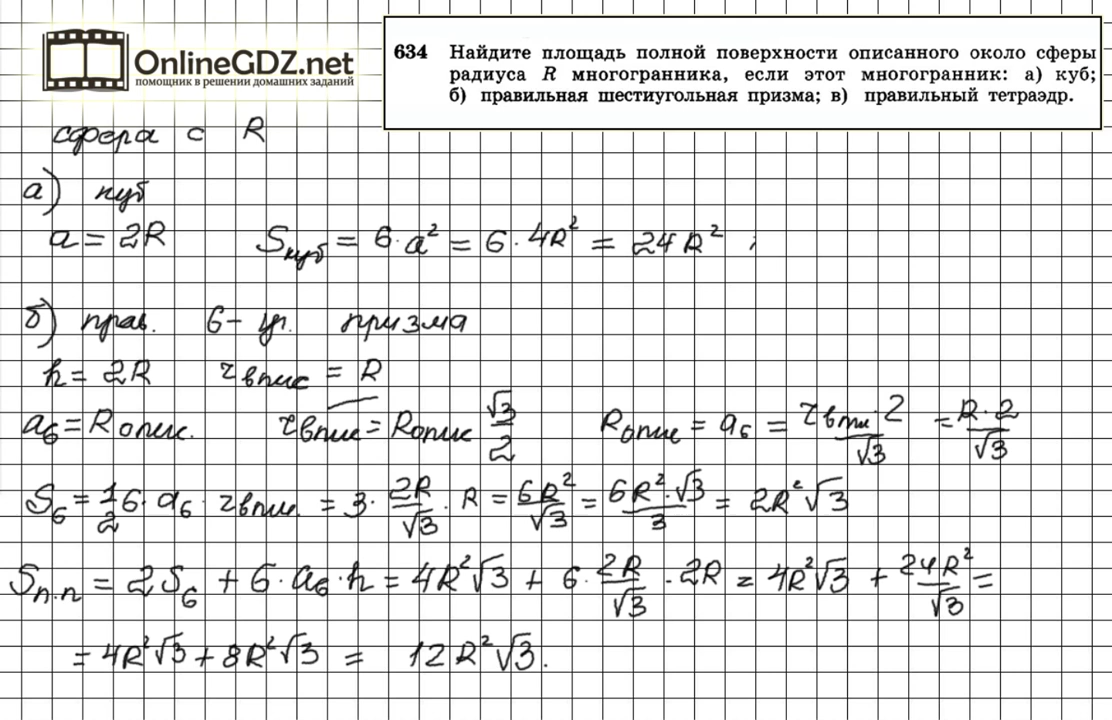 OnlineGDZ.net
помощник в решении домашних заданий
634 Найдите площадь полной поверхности описанного около сферы
радиуса R многогранника, если этот многогранник: а) куб;
б) правильная шестиугольная призма; в) правильный тетраэдр.
сфера с R
а) куб
a = 2R S куб = 6·a² = 6·4R² = 24R² ;
б) прав. 6-уг. призма
h = 2R r впис = R
a₆ = R опис. r впис = R опис √3/2 R опис = a₆ = r впис·2/√3 = R·2/√3
S₆ = 1/2 6·a₆·r впис. = 3·2R/√3·R = 6R²/√3 = 6R²·√3/3 = 2R²√3
Sп.п = 2S₆ + 6·a₆·h = 4R²√3 + 6·2R/√3·2R = 4R²√3 + 24R²/√3 =
= 4R²√3 + 8R²√3 = 12R²√3.